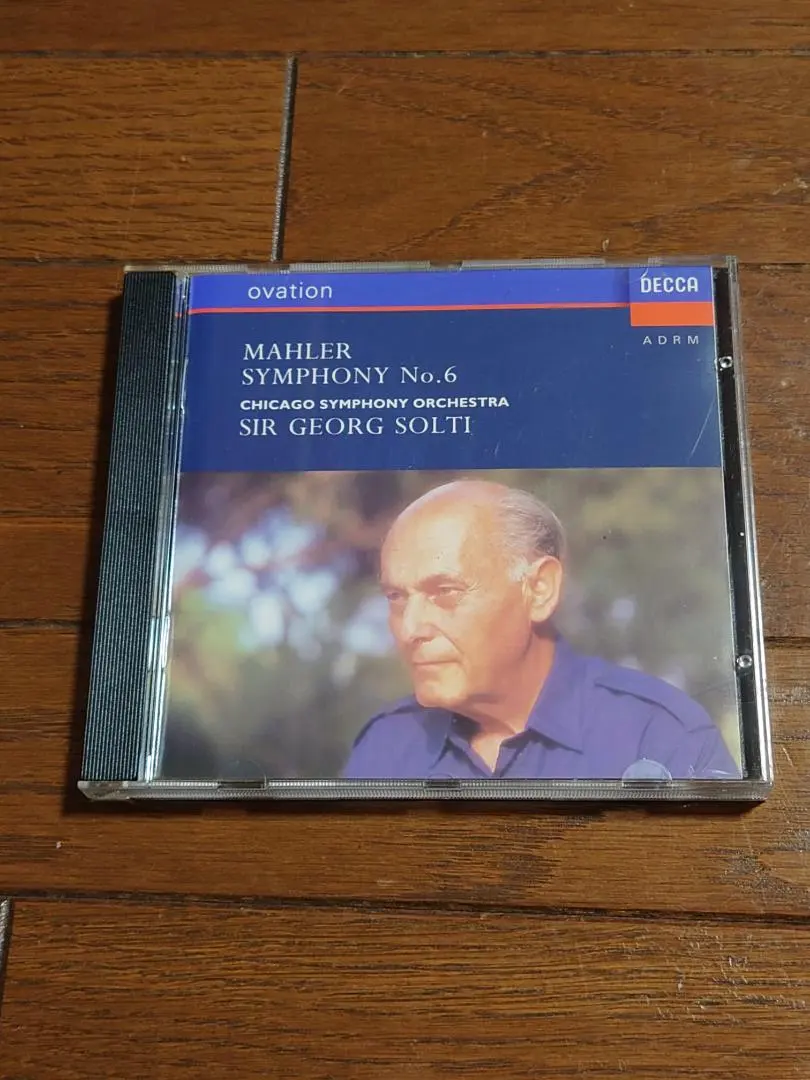 ovation
DECCA
ADRM
MAHLER
SYMPHONY No.6
CHICAGO SYMPHONY ORCHESTRA
SIR GEORG SOLTI